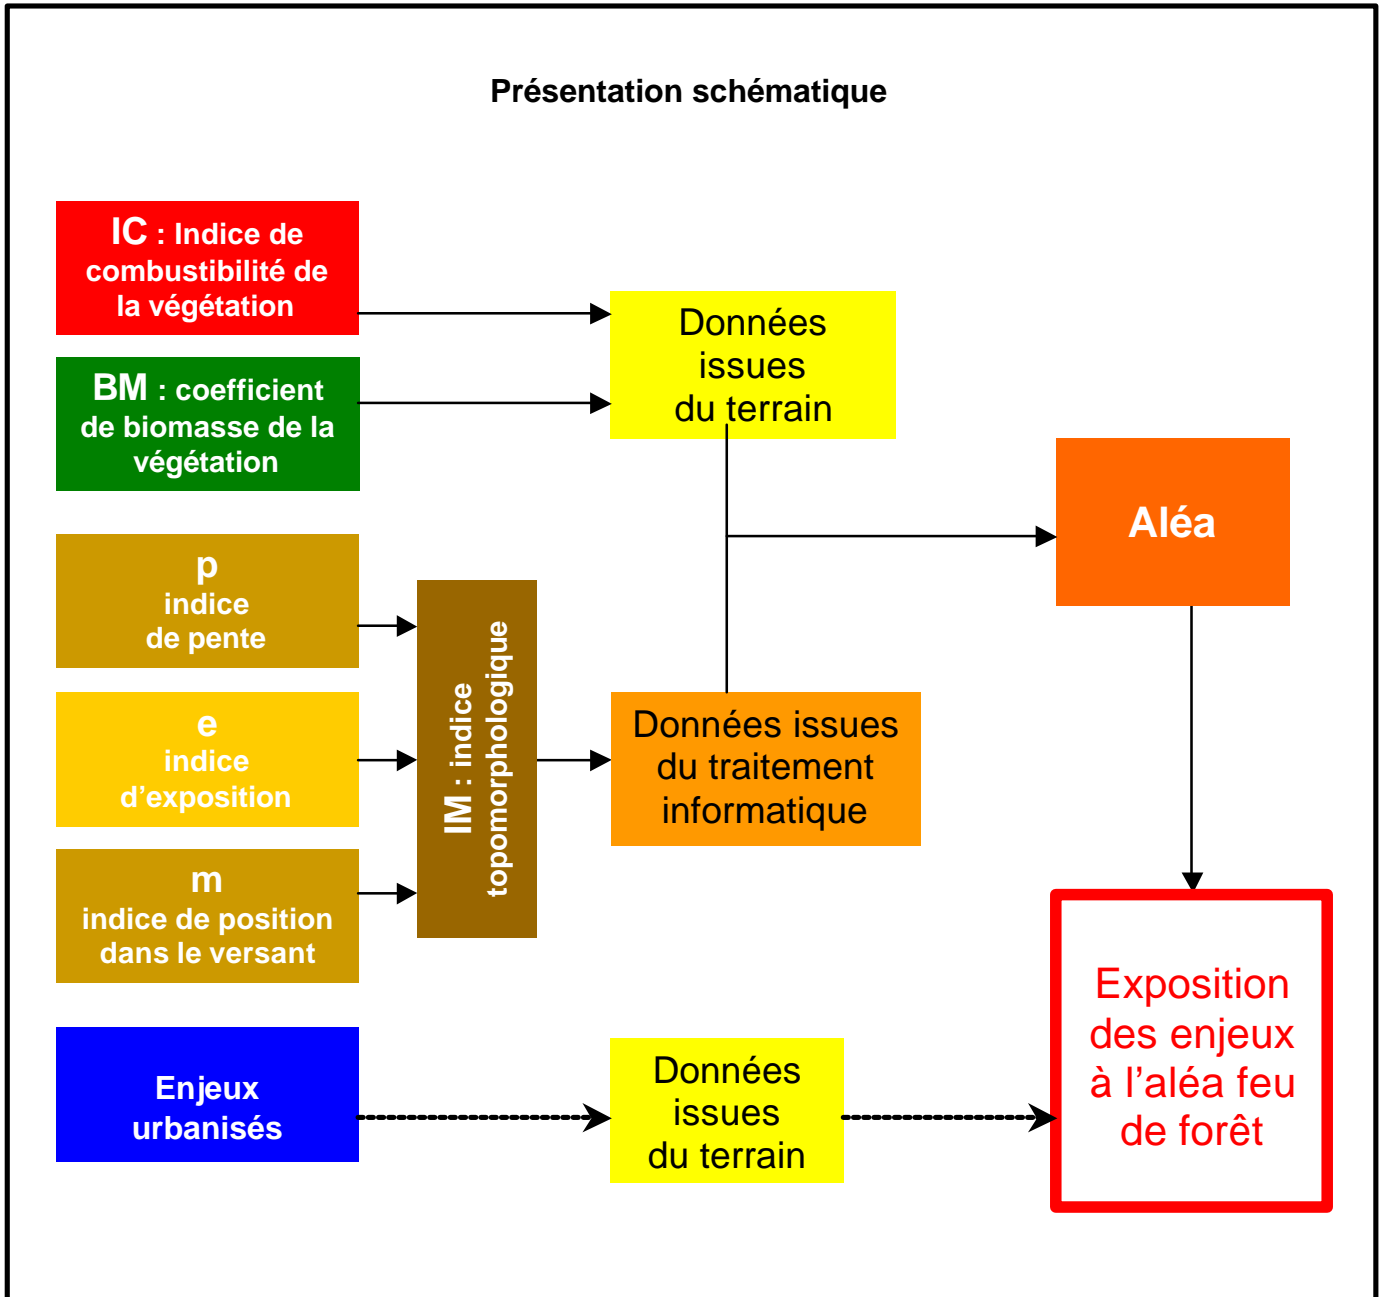 Présentation schématique
IC : Indice de
combustibilité de
la végétation
Données
issues
du terrain
BM : coefficient
de biomasse de la
végétation
Aléa
p
indice
de pente
e
indice
d'exposition
m
indice de position
dans le versant
IM : indice
topomorphologique
Données issues
du traitement
informatique
Enjeux
urbanisés
Données
issues
du terrain
Exposition
des enjeux
à l'aléa feu
de forêt